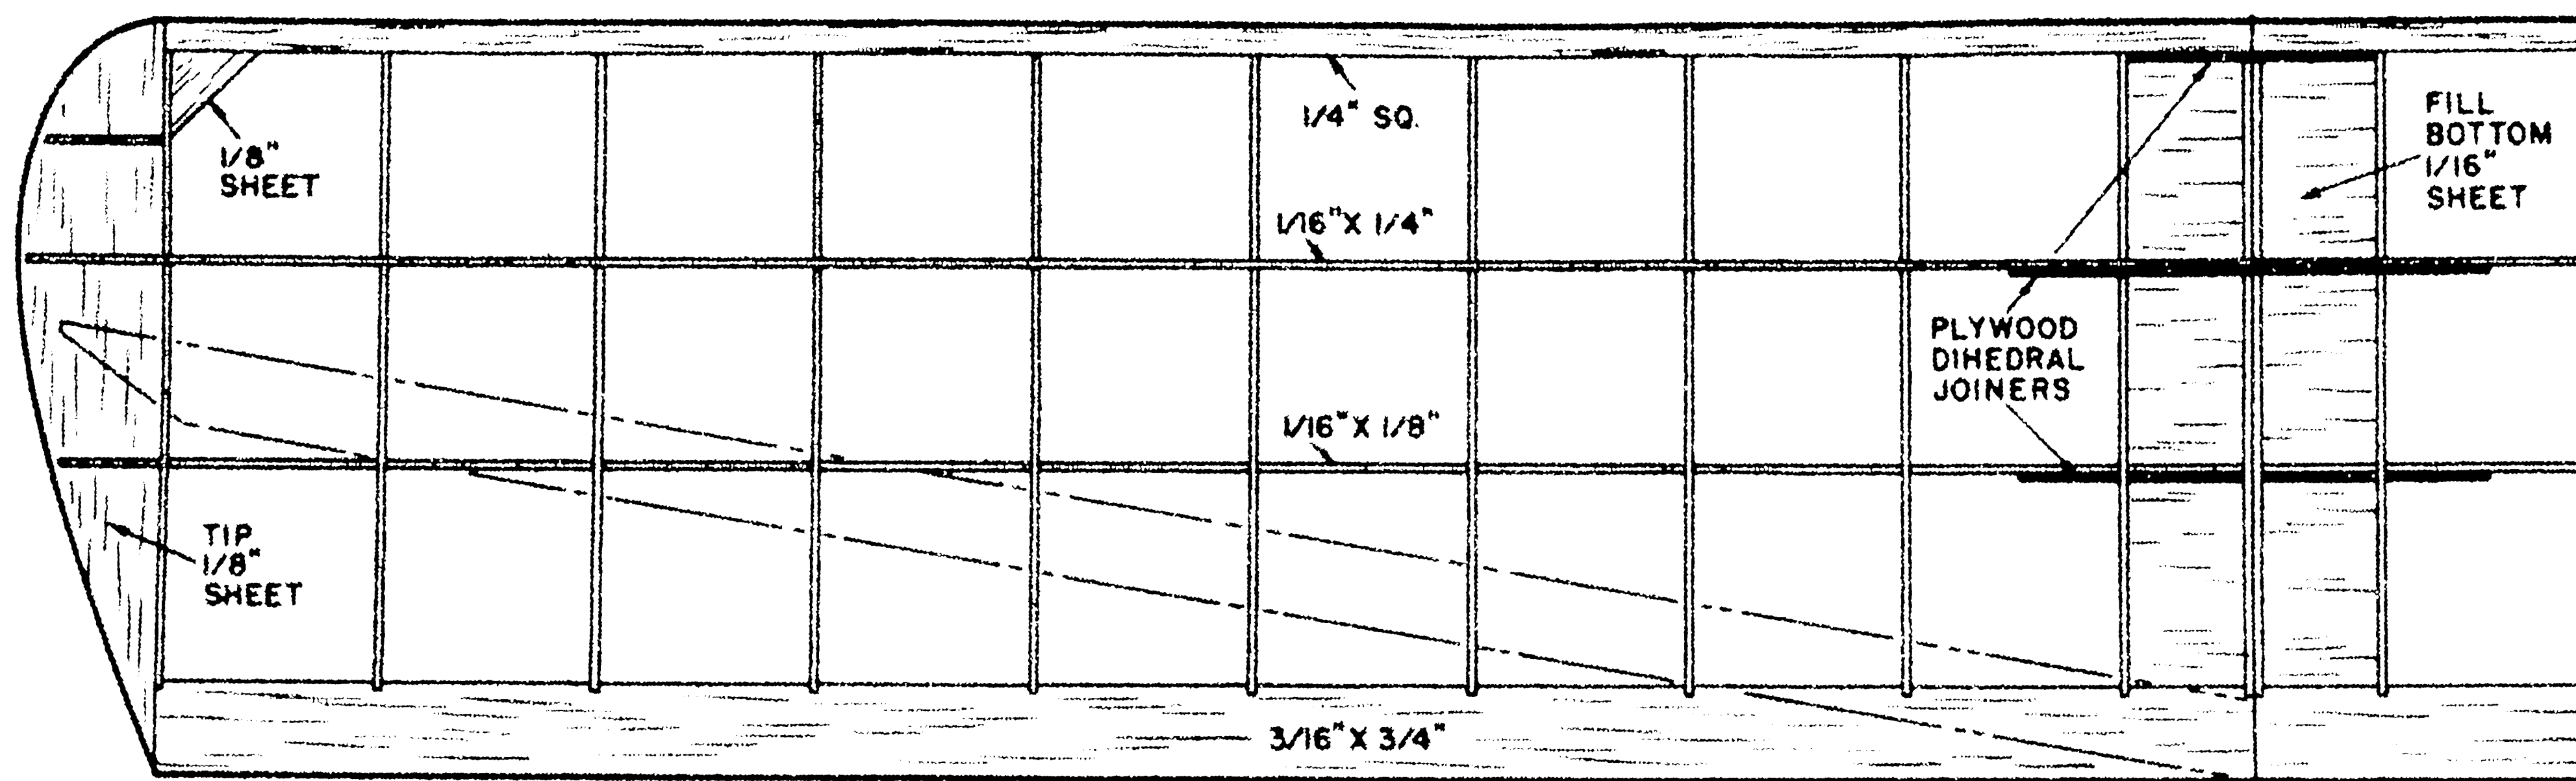 1/4" SQ.
FILL
BOTTOM
1/16"
SHEET
1/8"
SHEET
1/16" X 1/4"
PLYWOOD
DIHEDRAL
JOINERS
1/16" X 1/8"
TIP
1/8"
SHEET
3/16" X 3/4"